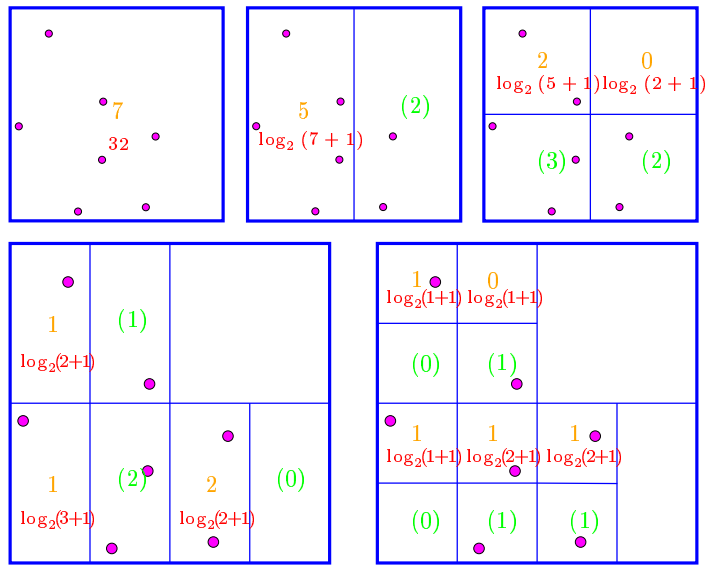 7
32
5 (2)
log₂ (7 + 1)
2 0
log₂ (5 + 1) log₂ (2 + 1)
(3) (2)
1 (1)
log₂(2+1)
1 (2) 2 (0)
log₂(3+1) log₂(2+1)
1 0
log₂(1+1) log₂(1+1)
(0) (1)
1 1 1
log₂(1+1) log₂(2+1) log₂(2+1)
(0) (1) (1)